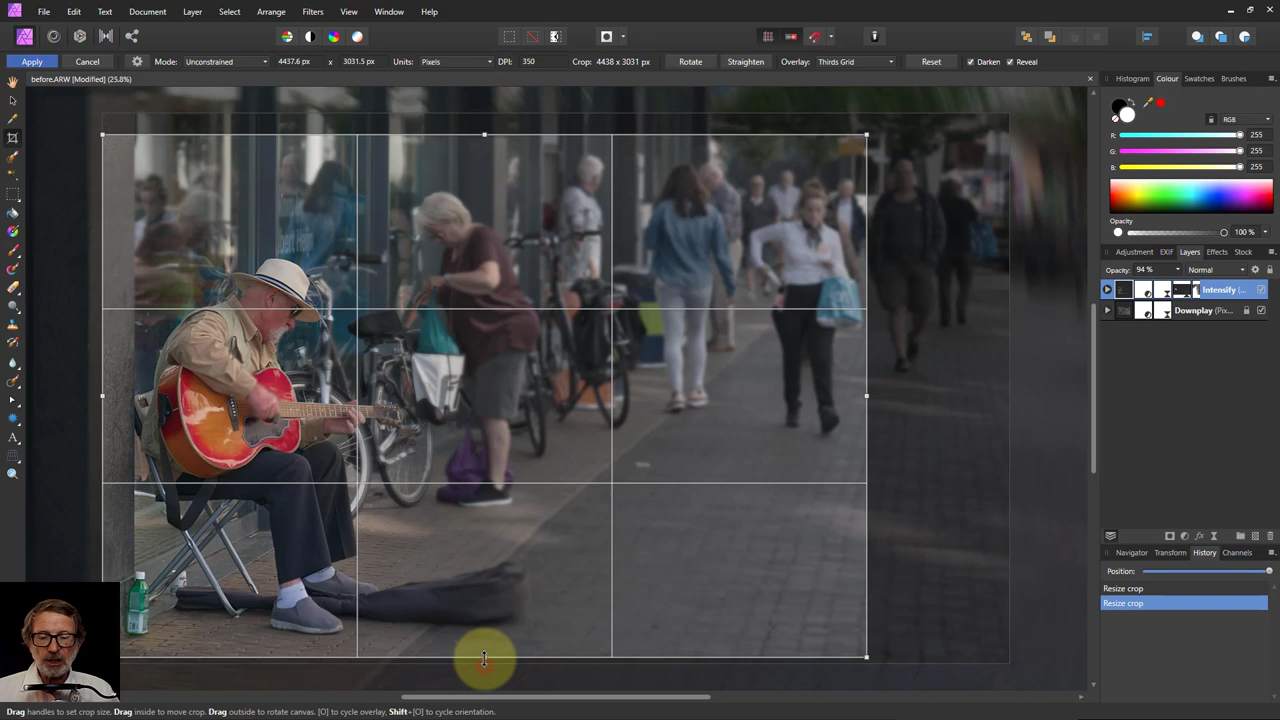 File Edit Text Document Layer Select Arrange Filters View Window Help
Apply Cancel Mode: Unconstrained 4437.6 px x 3031.5 px Units: Pixels DPI: 350 Crop: 4438 x 3031 px Rotate Straighten Overlay: Thirds Grid Reset Darken Reveal
before.ARW [Modified] (25.8%)
Histogram Colour Swatches Brushes
RGB
R: 255
G: 255
B: 255
Opacity
100 %
Adjustment EXIF Layers Effects Stock
Opacity: 94 % Normal
Intensify (...
Downplay (Pix...
Navigator Transform History Channels
Position:
Resize crop
Resize crop
Drag handles to set crop size. Drag inside to move crop. Drag outside to rotate canvas. [O] to cycle overlay. Shift+[O] to cycle orientation.